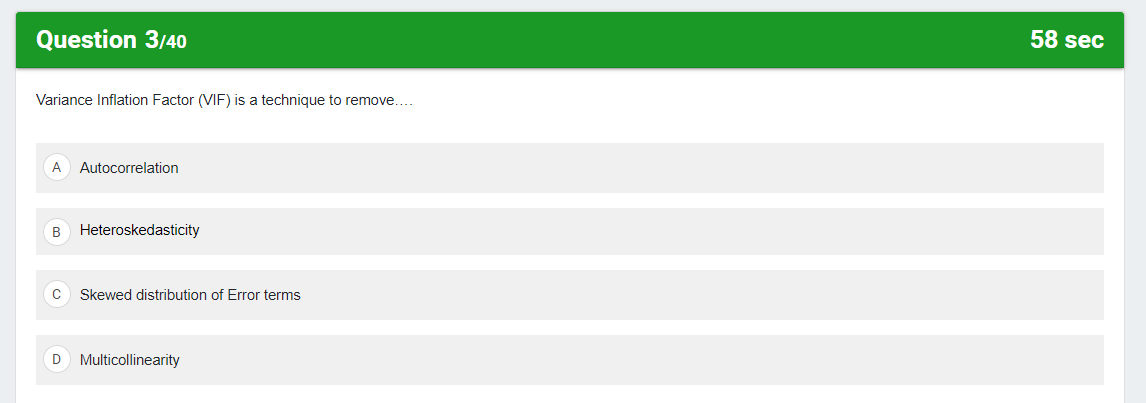 Question 3/40
58 sec
Variance Inflation Factor (VIF) is a technique to remove....
A Autocorrelation
B Heteroskedasticity
C Skewed distribution of Error terms
D Multicollinearity